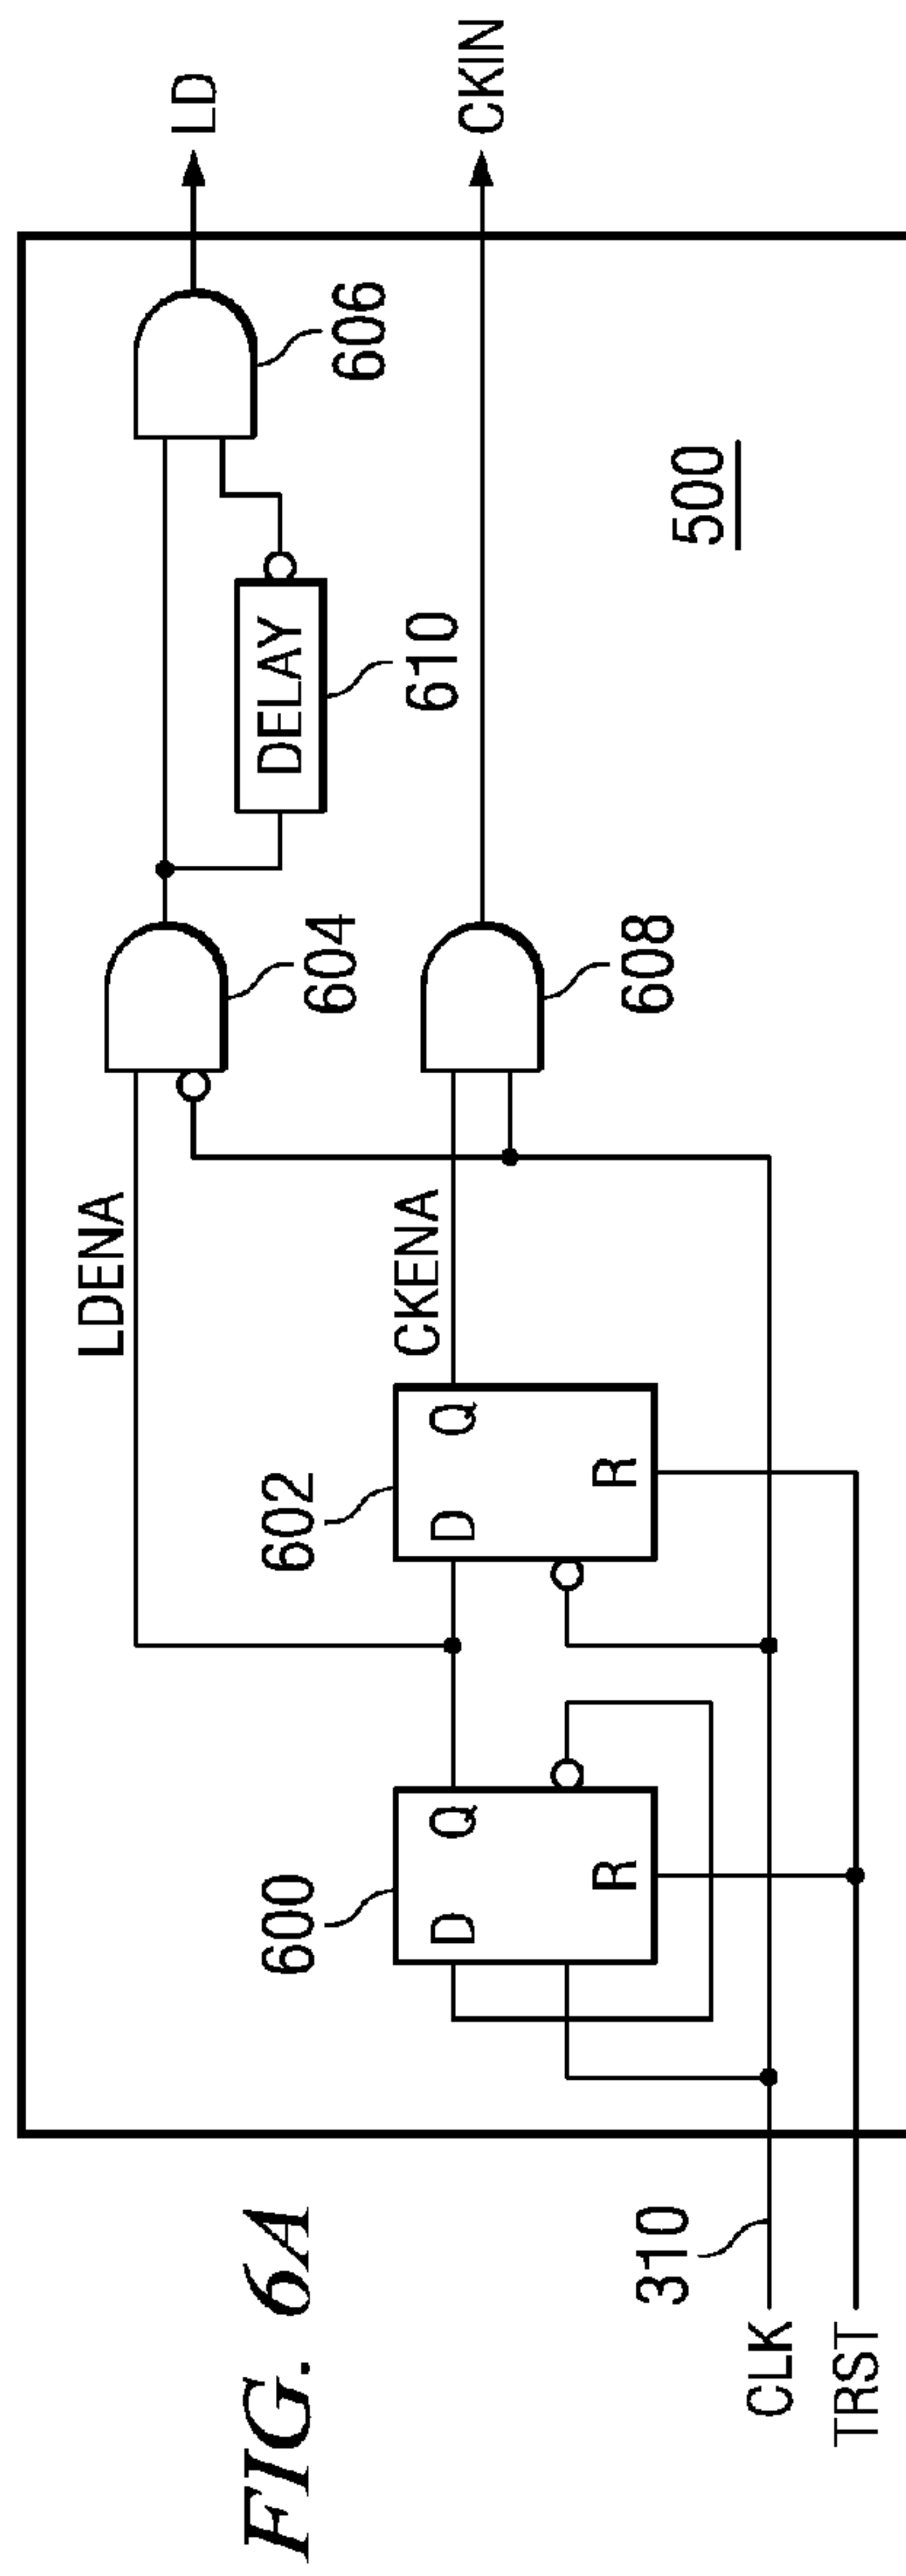 FIG. 6A
LD
CKIN
606
500
DELAY
610
604
608
LDENA
CKENA
602
D
Q
R
600
D
Q
R
310
CLK
TRST